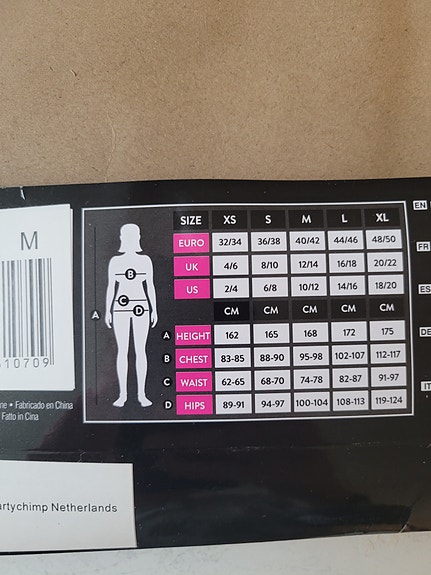 M
10709
ne • Fabricado en China
Fatto in Cina
artychimp Netherlands
SIZE XS S M L XL
EURO 32/34 36/38 40/42 44/46 48/50
UK 4/6 8/10 12/14 16/18 20/22
US 2/4 6/8 10/12 14/16 18/20
CM CM CM CM CM
A HEIGHT 162 165 168 172 175
B CHEST 83-85 88-90 95-98 102-107 112-117
C WAIST 62-65 68-70 74-78 82-87 91-97
D HIPS 89-91 94-97 100-104 108-113 119-124
B
C
D
A
EN
FR
ES
DE
IT